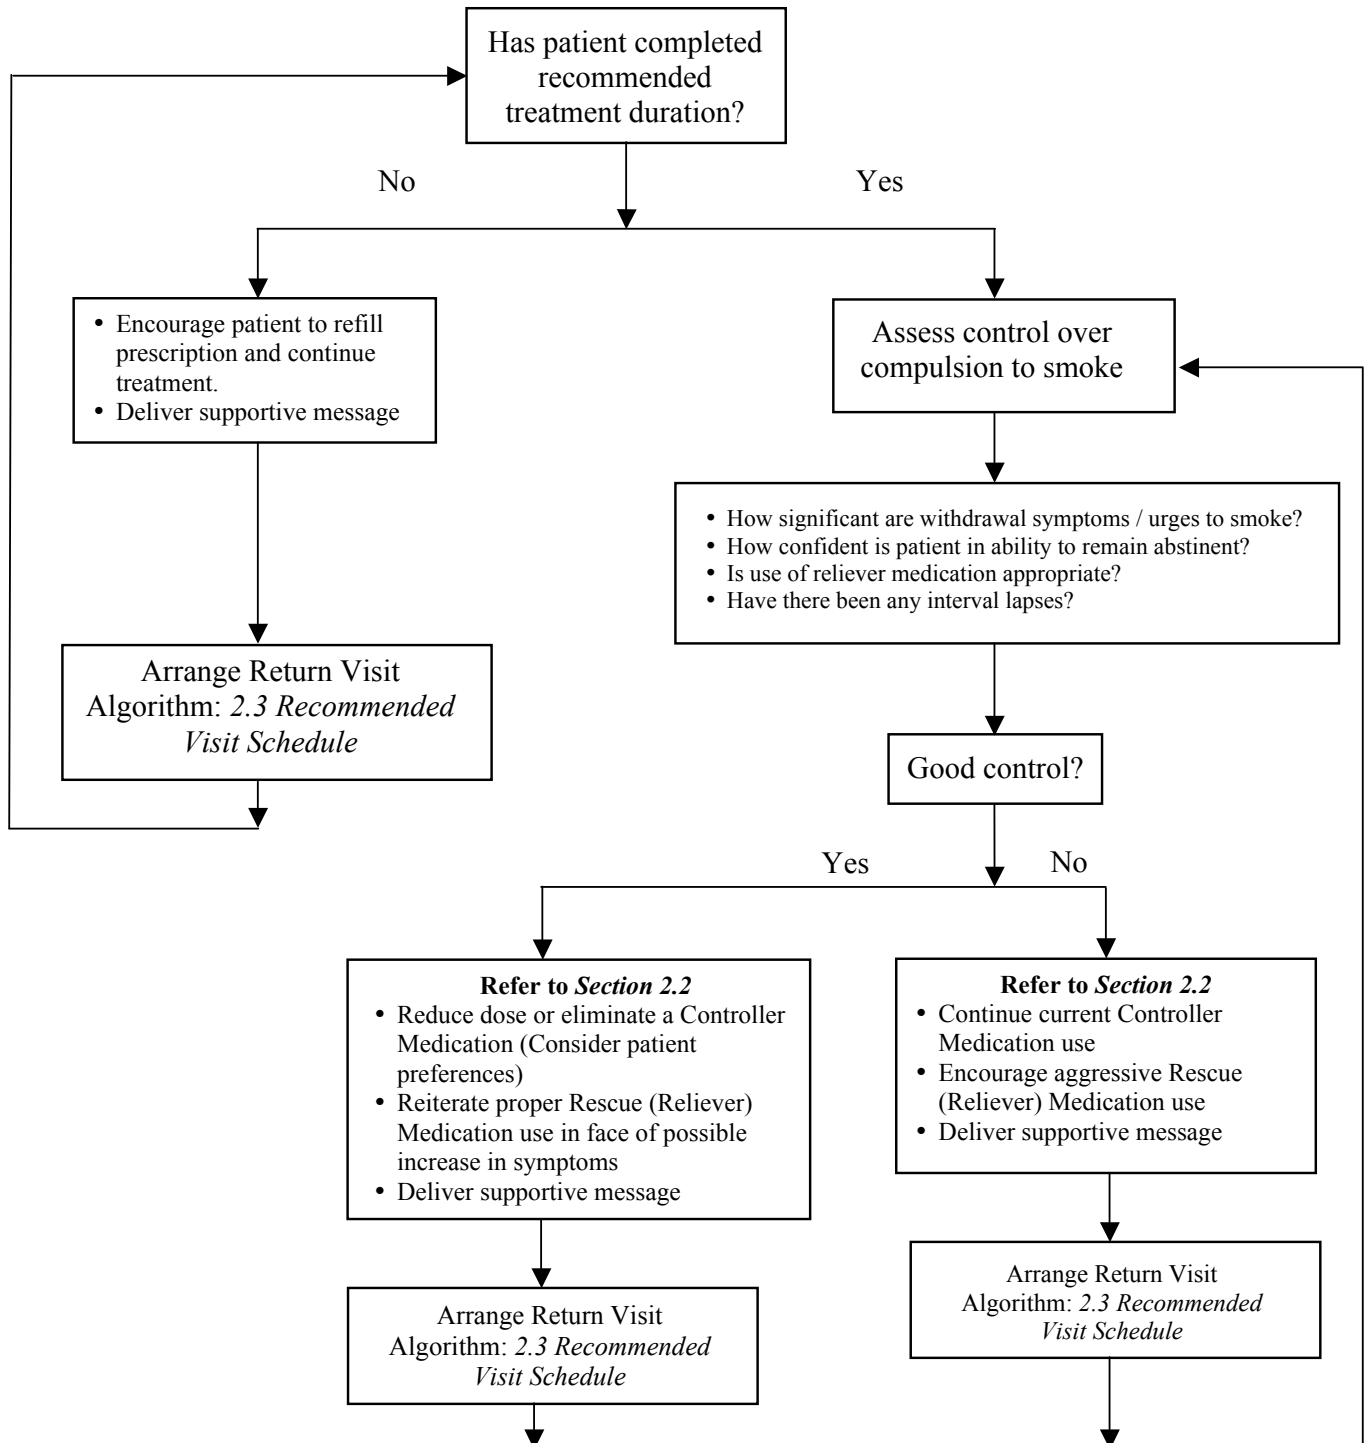 Has patient completed
recommended
treatment duration?
No
Yes
• Encourage patient to refill
prescription and continue
treatment.
• Deliver supportive message
Assess control over
compulsion to smoke
• How significant are withdrawal symptoms / urges to smoke?
• How confident is patient in ability to remain abstinent?
• Is use of reliever medication appropriate?
• Have there been any interval lapses?
Arrange Return Visit
Algorithm: 2.3 Recommended
Visit Schedule
Good control?
Yes
No
Refer to Section 2.2
• Reduce dose or eliminate a Controller
Medication (Consider patient
preferences)
• Reiterate proper Rescue (Reliever)
Medication use in face of possible
increase in symptoms
• Deliver supportive message
Refer to Section 2.2
• Continue current Controller
Medication use
• Encourage aggressive Rescue
(Reliever) Medication use
• Deliver supportive message
Arrange Return Visit
Algorithm: 2.3 Recommended
Visit Schedule
Arrange Return Visit
Algorithm: 2.3 Recommended
Visit Schedule